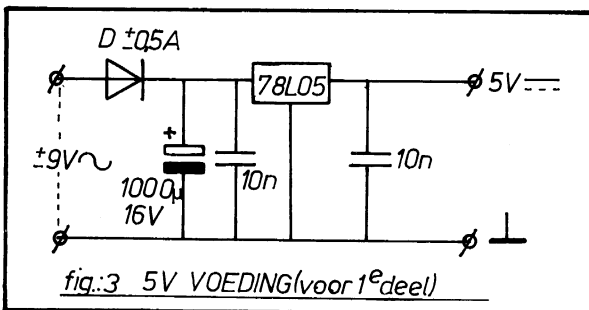 D ±0,5A
78L05
5V
+
±9V~
1000µ
16V
10n
10n
fig.:3 5V VOEDING(voor 1e deel)